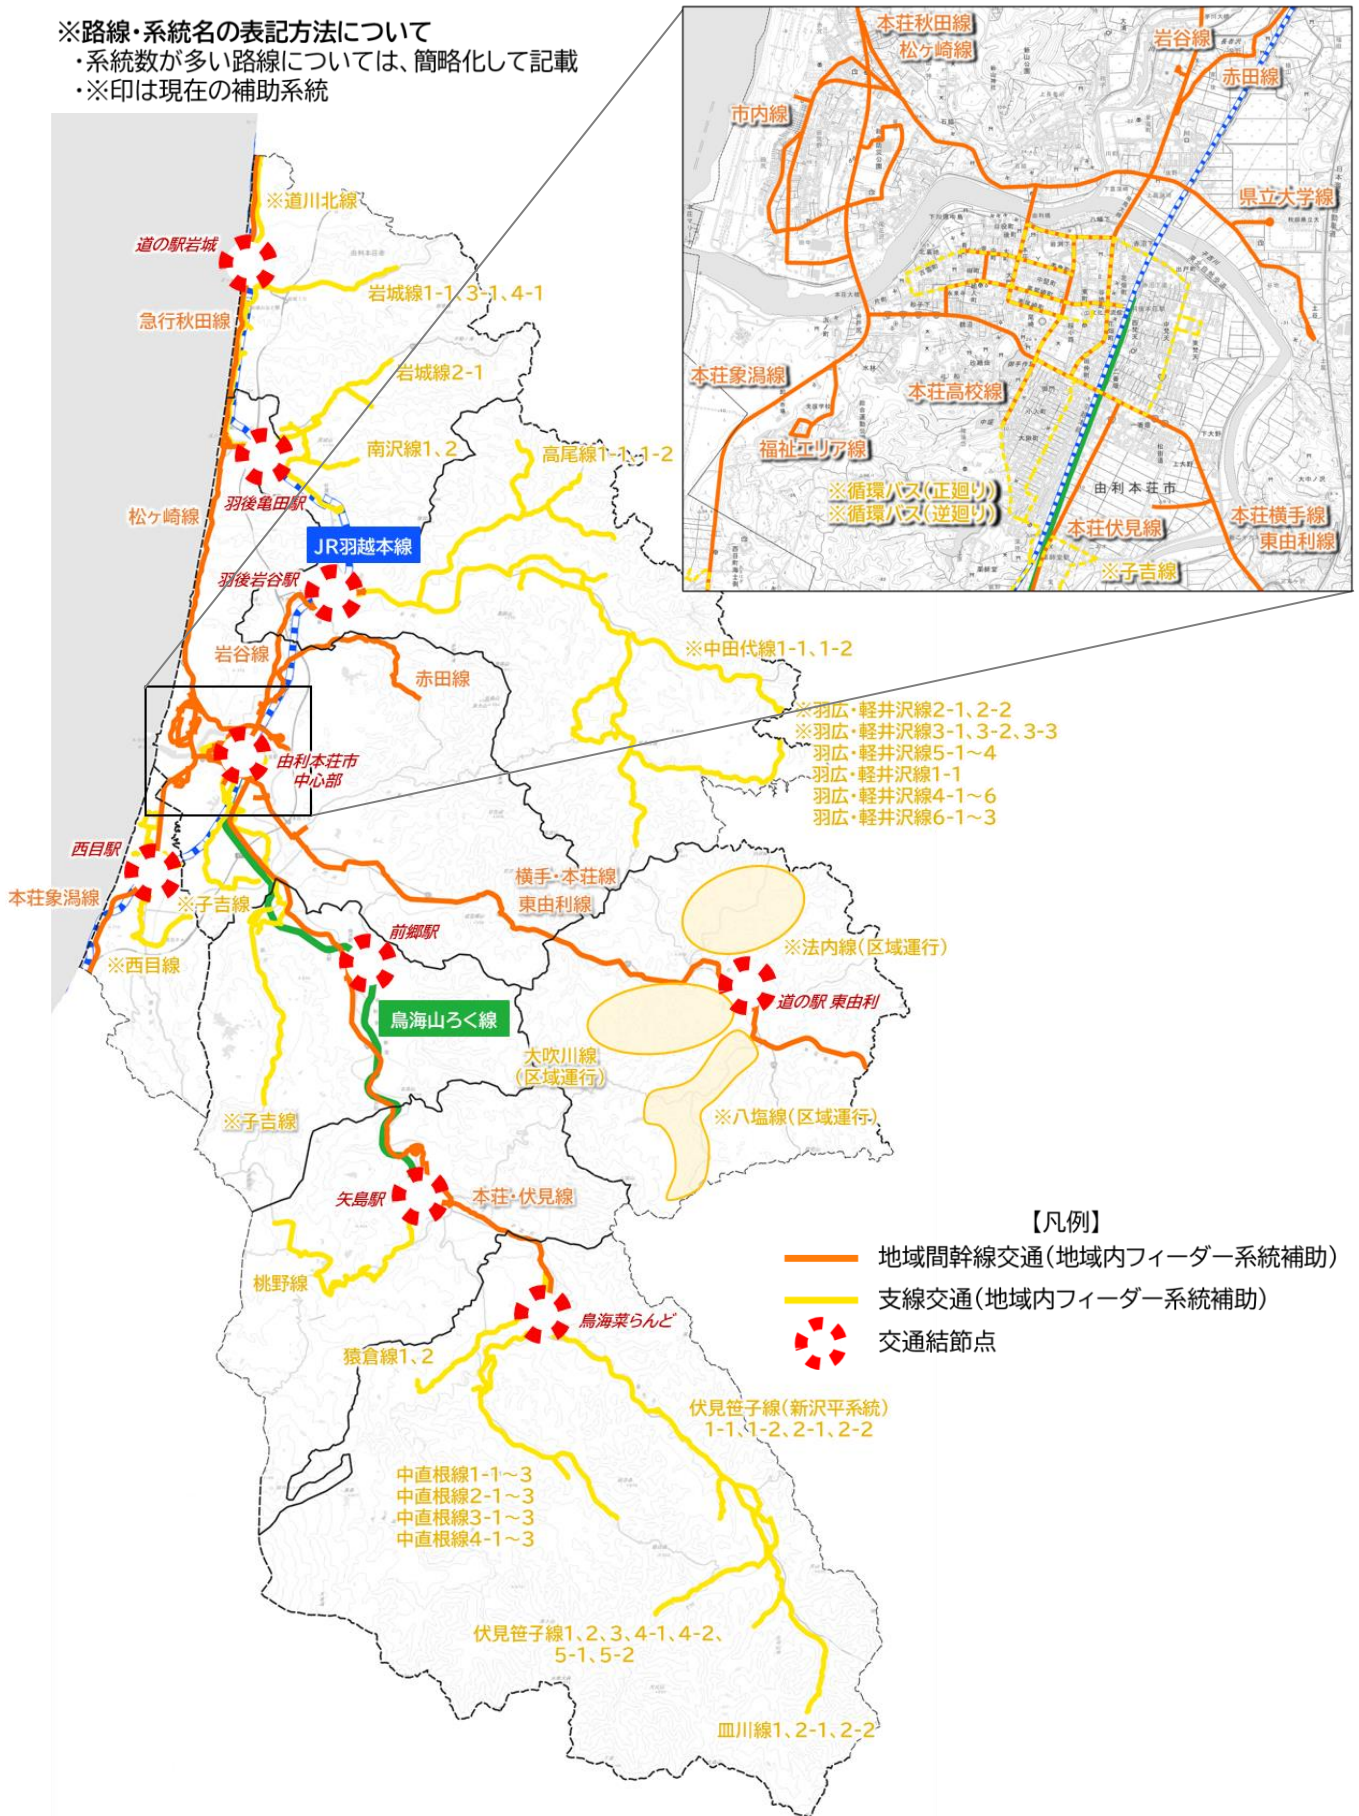 ※路線・系統名の表記方法について
・系統数が多い路線については、簡略化して記載
・※印は現在の補助系統
本荘秋田線
松ヶ崎線
岩谷線
赤田線
市内線
県立大学線
本荘象潟線
本荘高校線
福祉エリア線
※循環バス(正廻り)
※循環バス(逆廻り)
由利本荘市
本荘伏見線
本荘横手線
東由利線
※子吉線
※道川北線
道の駅岩城
岩城線1-1、3-1、4-1
急行秋田線
岩城線2-1
南沢線1、2
高尾線1-1、1-2
羽後亀田駅
松ヶ崎線
JR羽越本線
羽後岩谷駅
岩谷線
赤田線
※中田代線1-1、1-2
※羽広・軽井沢線2-1、2-2
※羽広・軽井沢線3-1、3-2、3-3
羽広・軽井沢線5-1～4
羽広・軽井沢線1-1
羽広・軽井沢線4-1～6
羽広・軽井沢線6-1～3
由利本荘市
中心部
西目駅
本荘象潟線
※子吉線
横手・本荘線
東由利線
前郷駅
※西目線
※法内線(区域運行)
道の駅 東由利
鳥海山ろく線
大吹川線
(区域運行)
※子吉線
※八塩線(区域運行)
矢島駅
本荘・伏見線
桃野線
【凡例】
地域間幹線交通(地域内フィーダー系統補助)
支線交通(地域内フィーダー系統補助)
交通結節点
鳥海菜らんど
猿倉線1、2
伏見笹子線(新沢平系統)
1-1、1-2、2-1、2-2
中直根線1-1～3
中直根線2-1～3
中直根線3-1～3
中直根線4-1～3
伏見笹子線1、2、3、4-1、4-2、
5-1、5-2
皿川線1、2-1、2-2